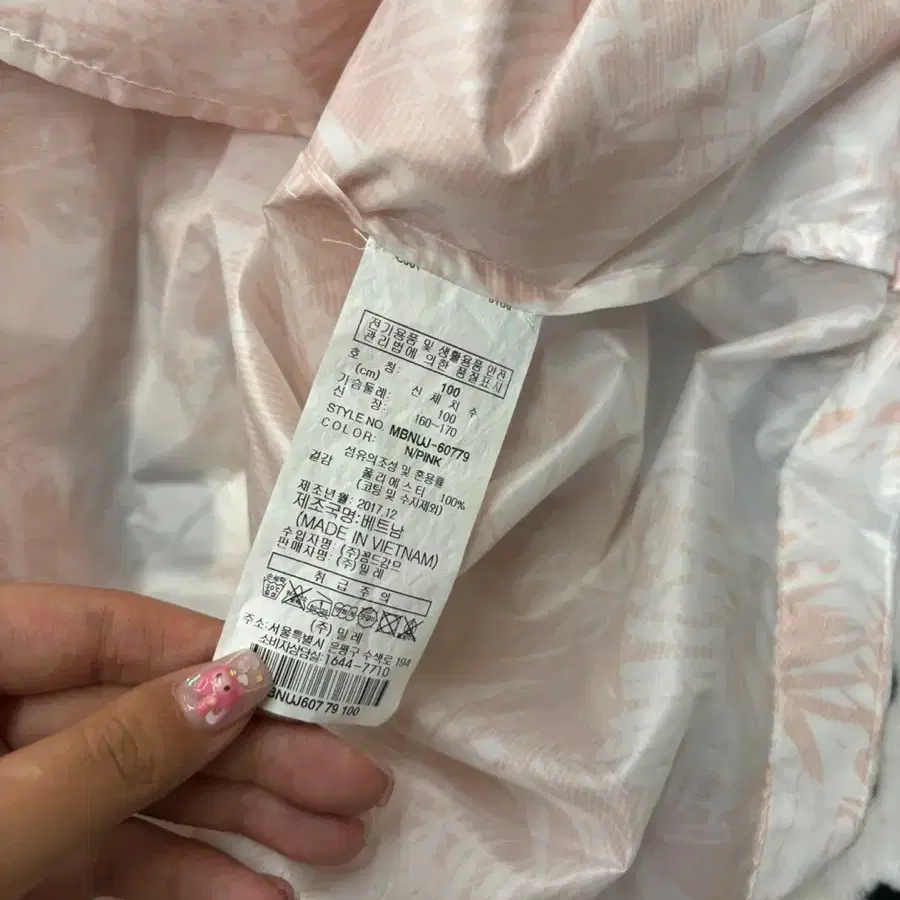 전기용품 및 생활용품 안전
관리법에 의한 품질표시
호 칭: 100
(cm) 신 체 치 수
가슴둘레: 100
신 장: 160~170
STYLE NO. MBNUJ-60779
COLOR: N/PINK
섬유의조성 및 혼용률
겉감 폴리에스터 100%
(코팅 및 수지제외)
제조년월: 2017.12
제조국명:베트남
(MADE IN VIETNAM)
수입자명: (주)꼼드감므
판매자명: (주)밀레
취 급 주 의
(주) 밀레
주소:서울특별시 은평구 수색로 194
소비자상담실:1644-7710
MBNUJ607 79 100